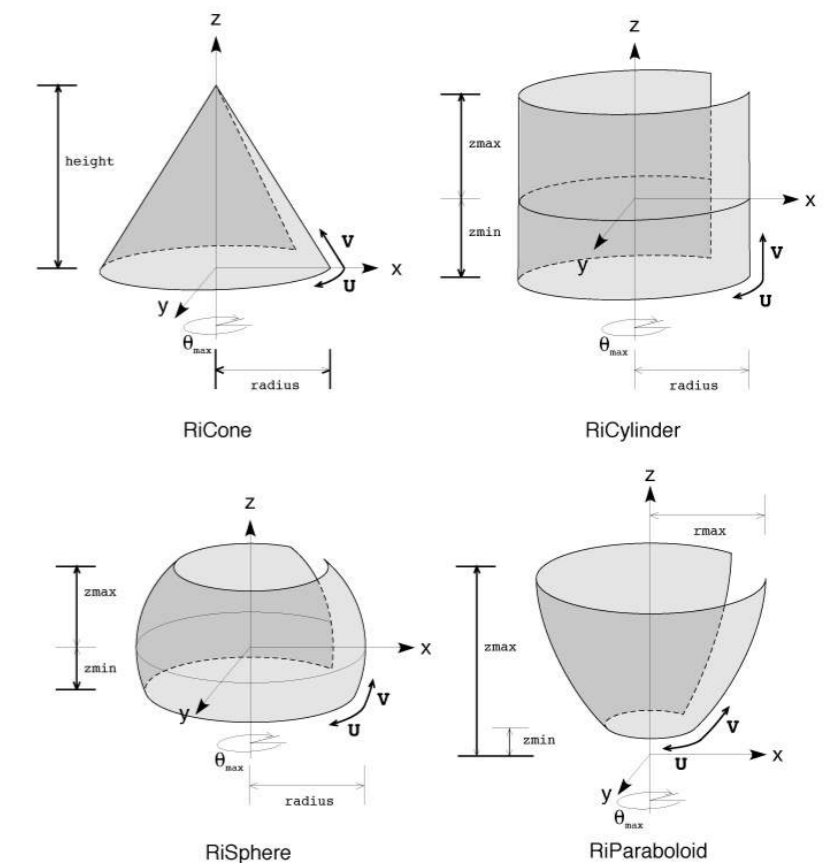 z
height
V
x
U
y
θmax
radius
RiCone
z
zmax
x
zmin
V
y
U
θmax
radius
RiCylinder
z
zmax
x
zmin
V
y
U
θmax
radius
RiSphere
z
rmax
zmax
V
zmin
x
U
y
θmax
RiParaboloid